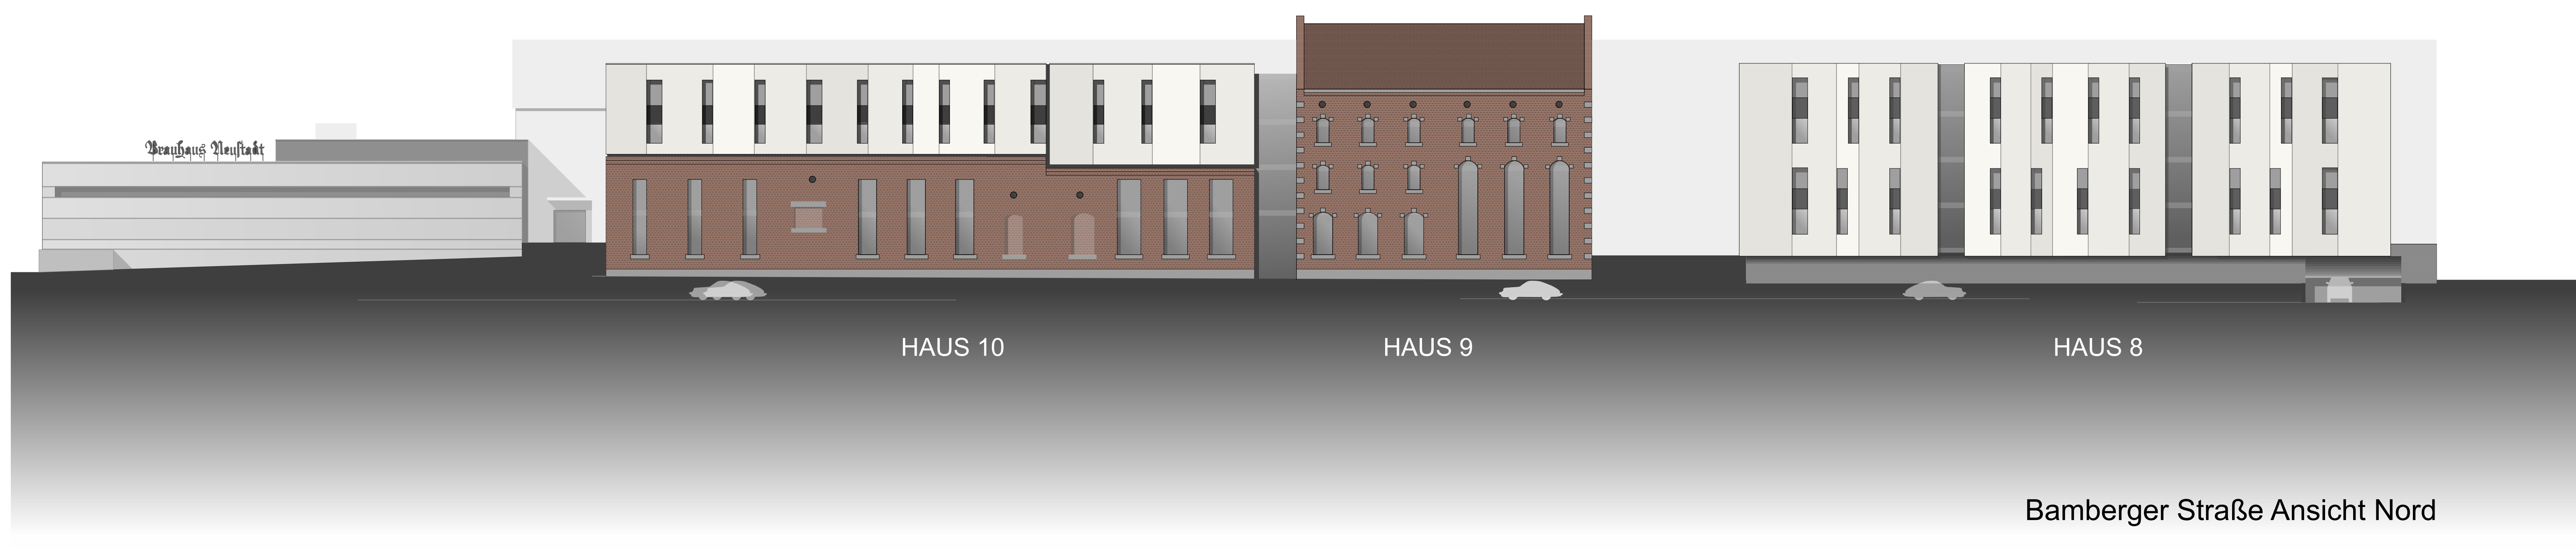 Brauhaus Neustadt
HAUS 10
HAUS 9
HAUS 8
Bamberger Straße Ansicht Nord